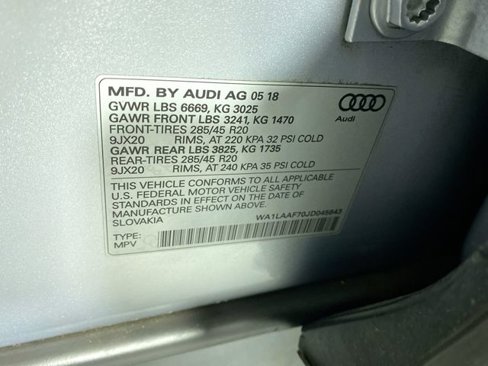 MFD. BY AUDI AG 05 18
GVWR LBS 6669, KG 3025
GAWR FRONT LBS 3241, KG 1470
FRONT-TIRES 285/45 R20
9JX20 RIMS, AT 220 KPA 32 PSI COLD
GAWR REAR LBS 3825, KG 1735
REAR-TIRES 285/45 R20
9JX20 RIMS, AT 240 KPA 35 PSI COLD
THIS VEHICLE CONFORMS TO ALL APPLICABLE
U.S. FEDERAL MOTOR VEHICLE SAFETY
STANDARDS IN EFFECT ON THE DATE OF
MANUFACTURE SHOWN ABOVE.
SLOVAKIA
WA1LAAF70JD045843
TYPE:
MPV
Audi